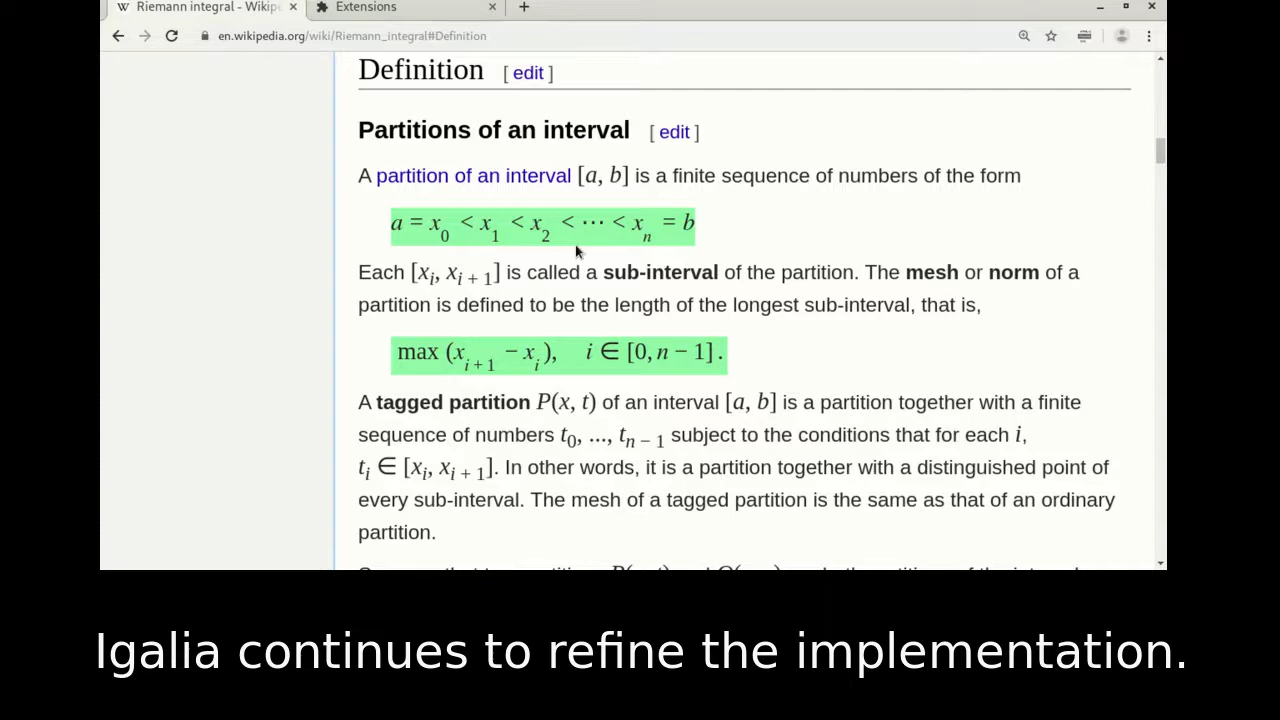 Riemann integral - Wikip
Extensions
en.wikipedia.org/wiki/Riemann_integral#Definition
Definition [ edit ]
Partitions of an interval [ edit ]
A partition of an interval [a, b] is a finite sequence of numbers of the form
a = x₀ < x₁ < x₂ < ⋯ < xₙ = b
Each [xᵢ, xᵢ ₊ ₁] is called a sub-interval of the partition. The mesh or norm of a
partition is defined to be the length of the longest sub-interval, that is,
max (xᵢ₊₁ − xᵢ), i ∈ [0, n − 1] .
A tagged partition P(x, t) of an interval [a, b] is a partition together with a finite
sequence of numbers t₀, ..., tₙ ₋ ₁ subject to the conditions that for each i,
tᵢ ∈ [xᵢ, xᵢ ₊ ₁]. In other words, it is a partition together with a distinguished point of
every sub-interval. The mesh of a tagged partition is the same as that of an ordinary
partition.
Igalia continues to refine the implementation.